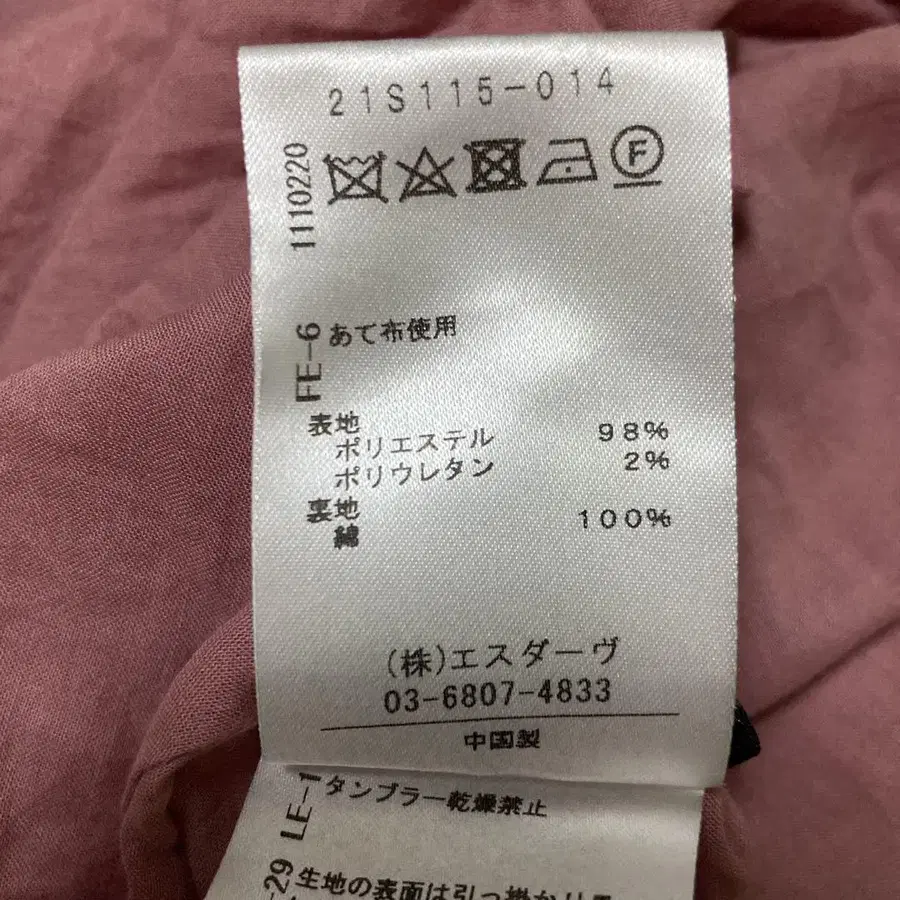 21S115-014
1110220
F
FE-6 あて布使用
表地
ポリエステル 98%
ポリウレタン 2%
裏地
綿 100%
(株)エスダーヴ
03-6807-4833
中国製
LE-1 タンブラー乾燥禁止
-29 生地の表面は引っ掛かり